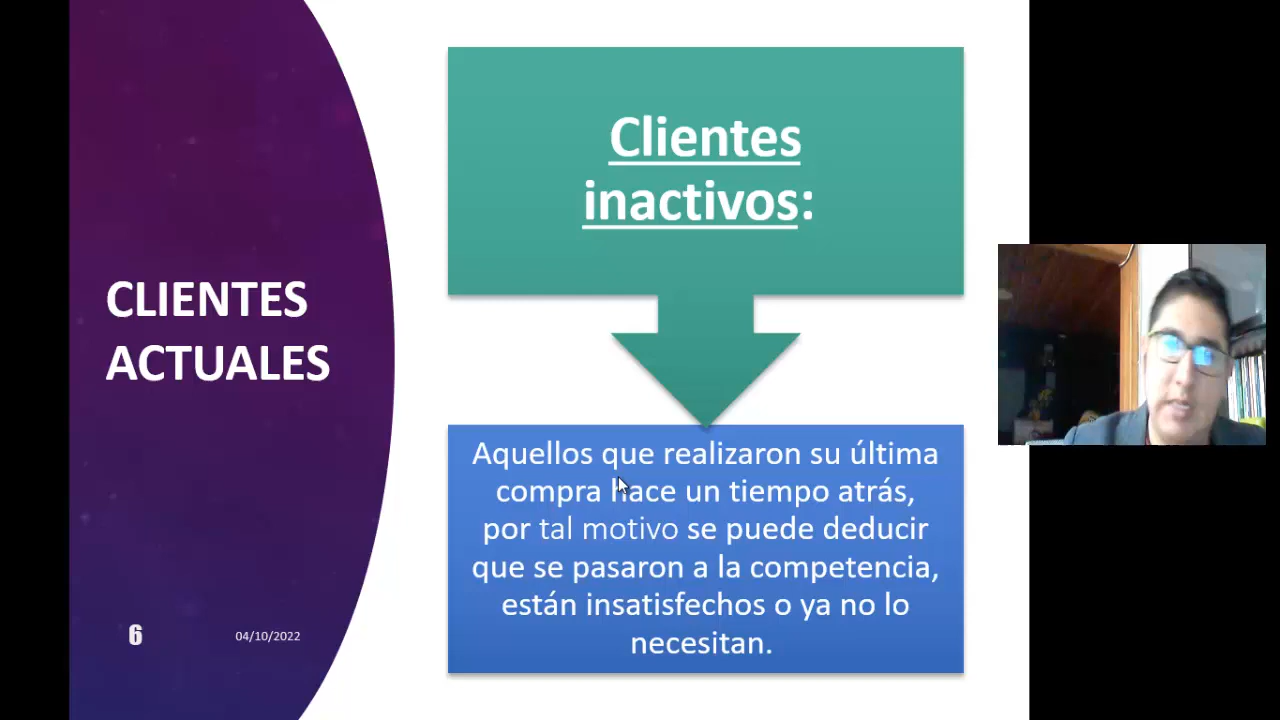 CLIENTES
ACTUALES
6
04/10/2022
Clientes
inactivos:
Aquellos que realizaron su última
compra hace un tiempo atrás,
por tal motivo se puede deducir
que se pasaron a la competencia,
están insatisfechos o ya no lo
necesitan.